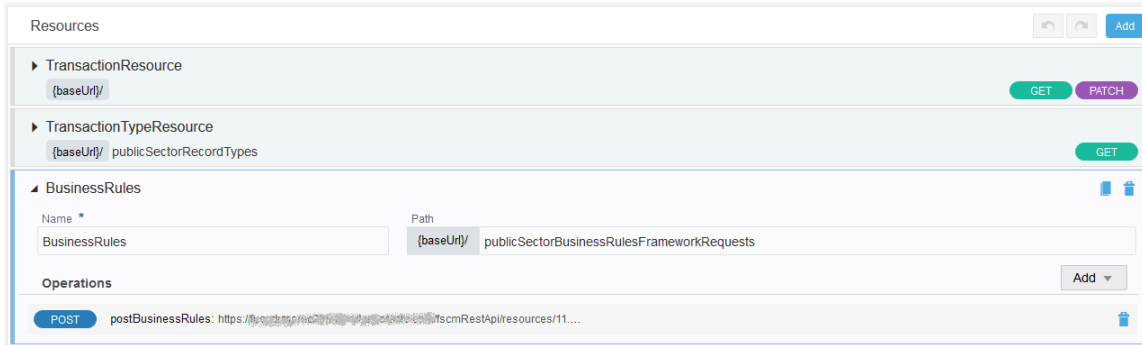 Resources
Add
TransactionResource
{baseUrl}/
GET PATCH
TransactionTypeResource
{baseUrl}/ publicSectorRecordTypes
GET
BusinessRules
Name * Path
BusinessRules {baseUrl}/ publicSectorBusinessRulesFrameworkRequests
Operations Add
POST postBusinessRules: https:// /fscmRestApi/resources/11....